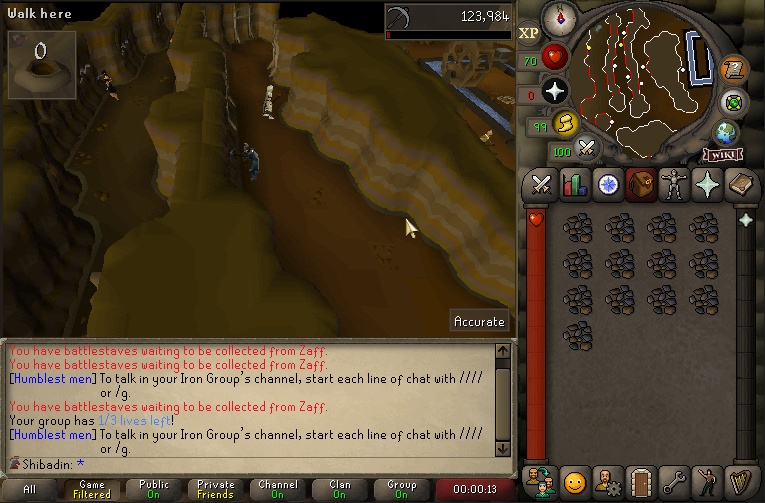 Walk here
123,984
0
XP
70
0
99
100
WIKI
Accurate
You have battlestaves waiting to be collected from Zaff.
You have battlestaves waiting to be collected from Zaff.
[Humblest men] To talk in your Iron Group's channel, start each line of chat with ////
or /g.
You have battlestaves waiting to be collected from Zaff.
Your group has 1/3 lives left!
[Humblest men] To talk in your Iron Group's channel, start each line of chat with ////
or /g.
Shibadin: *
All
Game
Filtered
Public
On
Private
Friends
Channel
On
Clan
On
Group
On
00:00:13